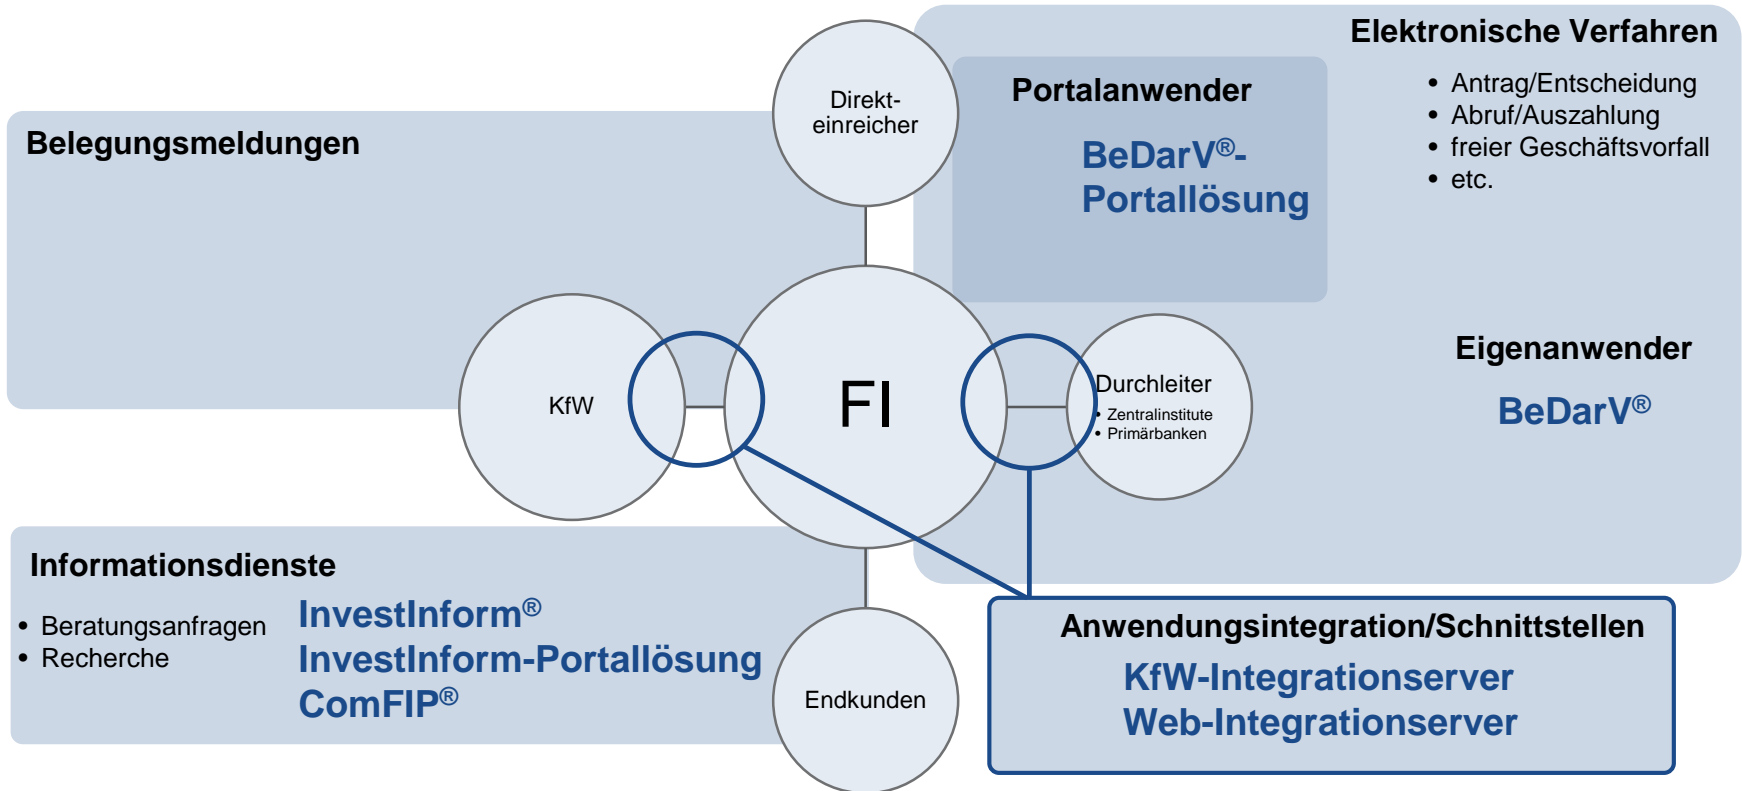 Elektronische Verfahren
• Antrag/Entscheidung
• Abruf/Auszahlung
• freier Geschäftsvorfall
• etc.
Portalanwender
BeDarV®-
Portallösung
Direkt-
einreicher
Belegungsmeldungen
Eigenanwender
BeDarV®
KfW
FI
Durchleiter
• Zentralinstitute
• Primärbanken
Informationsdienste
• Beratungsanfragen
• Recherche
InvestInform®
InvestInform-Portallösung
ComFIP®
Endkunden
Anwendungsintegration/Schnittstellen
KfW-Integrationserver
Web-Integrationserver